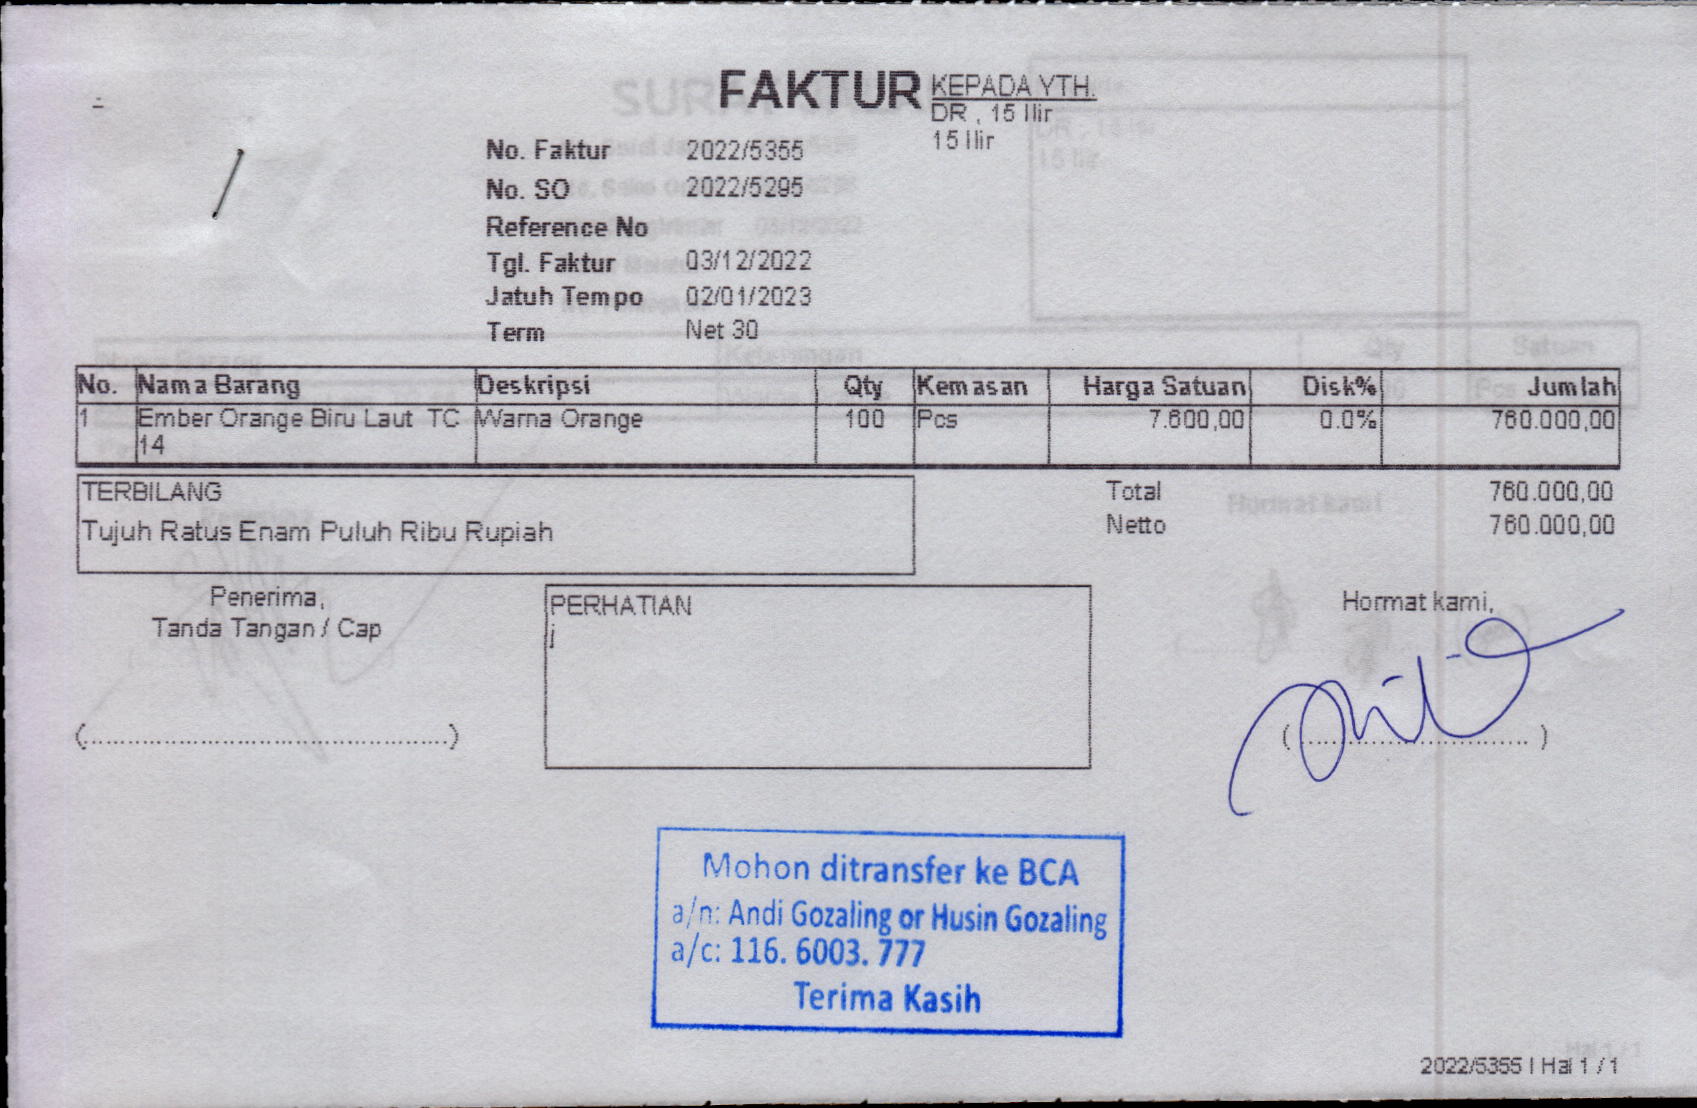 FAKTUR
KEPADA YTH.
DR , 15 Ilir
15 Ilir
No. Faktur 2022/5355
No. SO 2022/5295
Reference No
Tgl. Faktur 03/12/2022
Jatuh Tempo 02/01/2023
Term Net 30
No. Nama Barang Deskripsi Qty Kemasan Harga Satuan Disk% Jumlah
1 Ember Orange Biru Laut TC Warna Orange 100 Pcs 7.600,00 0.0% 760.000,00
14
TERBILANG
Tujuh Ratus Enam Puluh Ribu Rupiah
Total 760.000,00
Netto 760.000,00
Penerima,
Tanda Tangan / Cap
(................................................)
PERHATIAN
j
Hormat kami,
(................................)
Mohon ditransfer ke BCA
a/n: Andi Gozaling or Husin Gozaling
a/c: 116. 6003. 777
Terima Kasih
2022/5355 | Hal 1 / 1